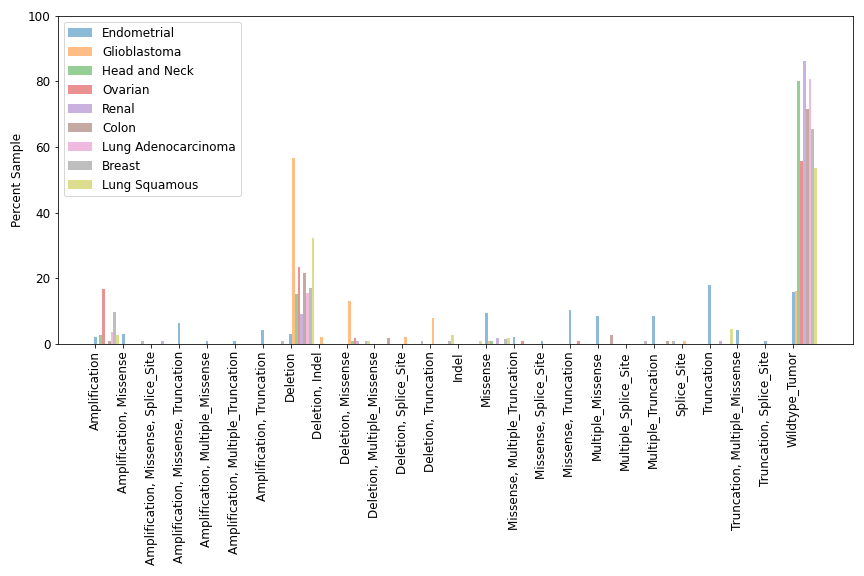 100
80
60
40
20
0
Percent Sample
Endometrial
Glioblastoma
Head and Neck
Ovarian
Renal
Colon
Lung Adenocarcinoma
Breast
Lung Squamous
Amplification
Amplification, Missense
Amplification, Missense, Splice_Site
Amplification, Missense, Truncation
Amplification, Multiple_Missense
Amplification, Multiple_Truncation
Amplification, Truncation
Deletion
Deletion, Indel
Deletion, Missense
Deletion, Multiple_Missense
Deletion, Splice_Site
Deletion, Truncation
Indel
Missense
Missense, Multiple_Truncation
Missense, Splice_Site
Missense, Truncation
Multiple_Missense
Multiple_Splice_Site
Multiple_Truncation
Splice_Site
Truncation
Truncation, Multiple_Missense
Truncation, Splice_Site
Wildtype_Tumor